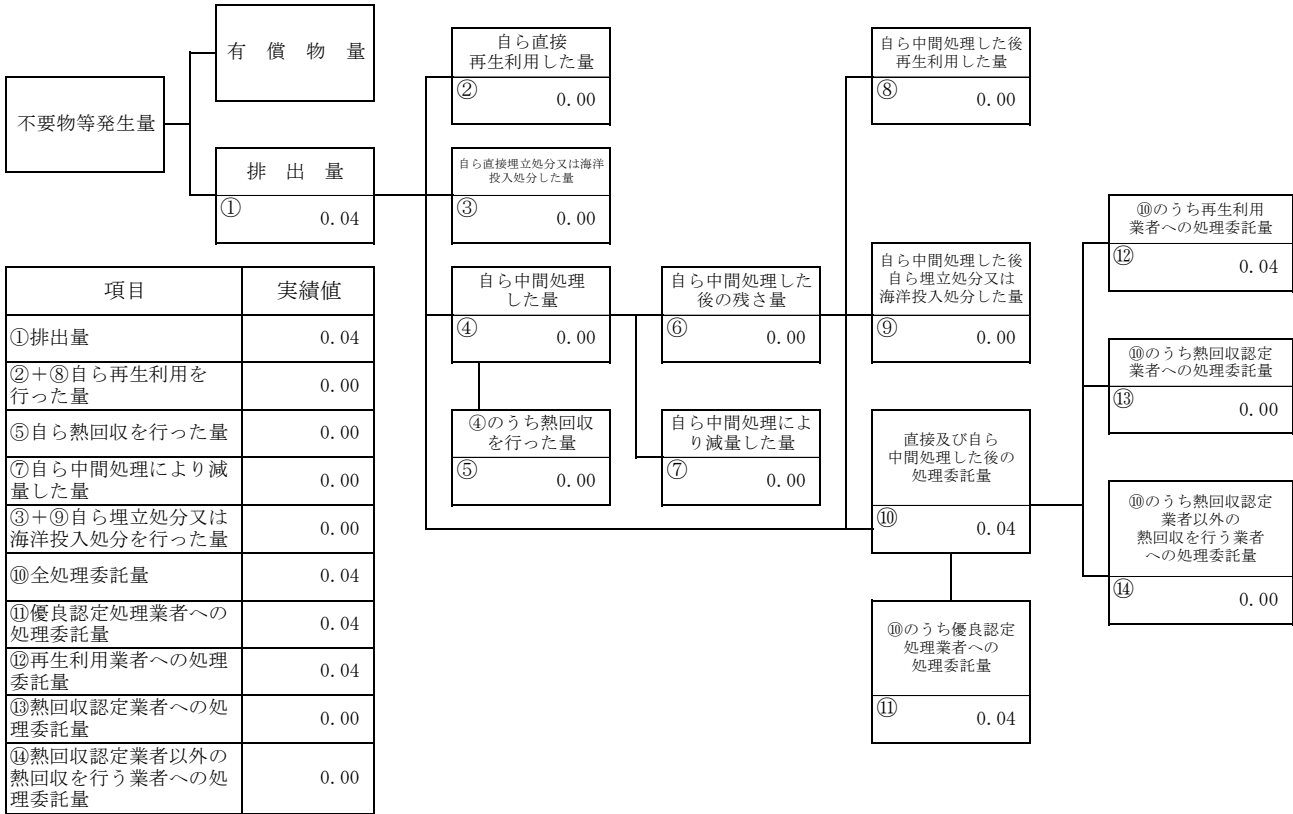 有償物量
不要物等発生量
排出量
①
0.04
自ら直接
再生利用した量
②
0.00
自ら直接埋立処分又は海洋
投入処分した量
③
0.00
自ら中間処理した後
再生利用した量
⑧
0.00
自ら中間処理
した量
④
0.00
自ら中間処理した
後の残さ量
⑥
0.00
自ら中間処理した後
自ら埋立処分又は
海洋投入処分した量
⑨
0.00
④のうち熱回収
を行った量
⑤
0.00
自ら中間処理によ
り減量した量
⑦
0.00
直接及び自ら
中間処理した後の
処理委託量
⑩
0.04
⑩のうち優良認定
処理業者への
処理委託量
⑪
0.04
⑩のうち再生利用
業者への処理委託量
⑫
0.04
⑩のうち熱回収認定
業者への処理委託量
⑬
0.00
⑩のうち熱回収認定
業者以外の
熱回収を行う業者
への処理委託量
⑭
0.00
項目 実績値
①排出量 0.04
②+⑧自ら再生利用を
行った量 0.00
⑤自ら熱回収を行った量 0.00
⑦自ら中間処理により減
量した量 0.00
③+⑨自ら埋立処分又は
海洋投入処分を行った量 0.00
⑩全処理委託量 0.04
⑪優良認定処理業者への
処理委託量 0.04
⑫再生利用業者への処理
委託量 0.04
⑬熱回収認定業者への処
理委託量 0.00
⑭熱回収認定業者以外の
熱回収を行う業者への処
理委託量 0.00